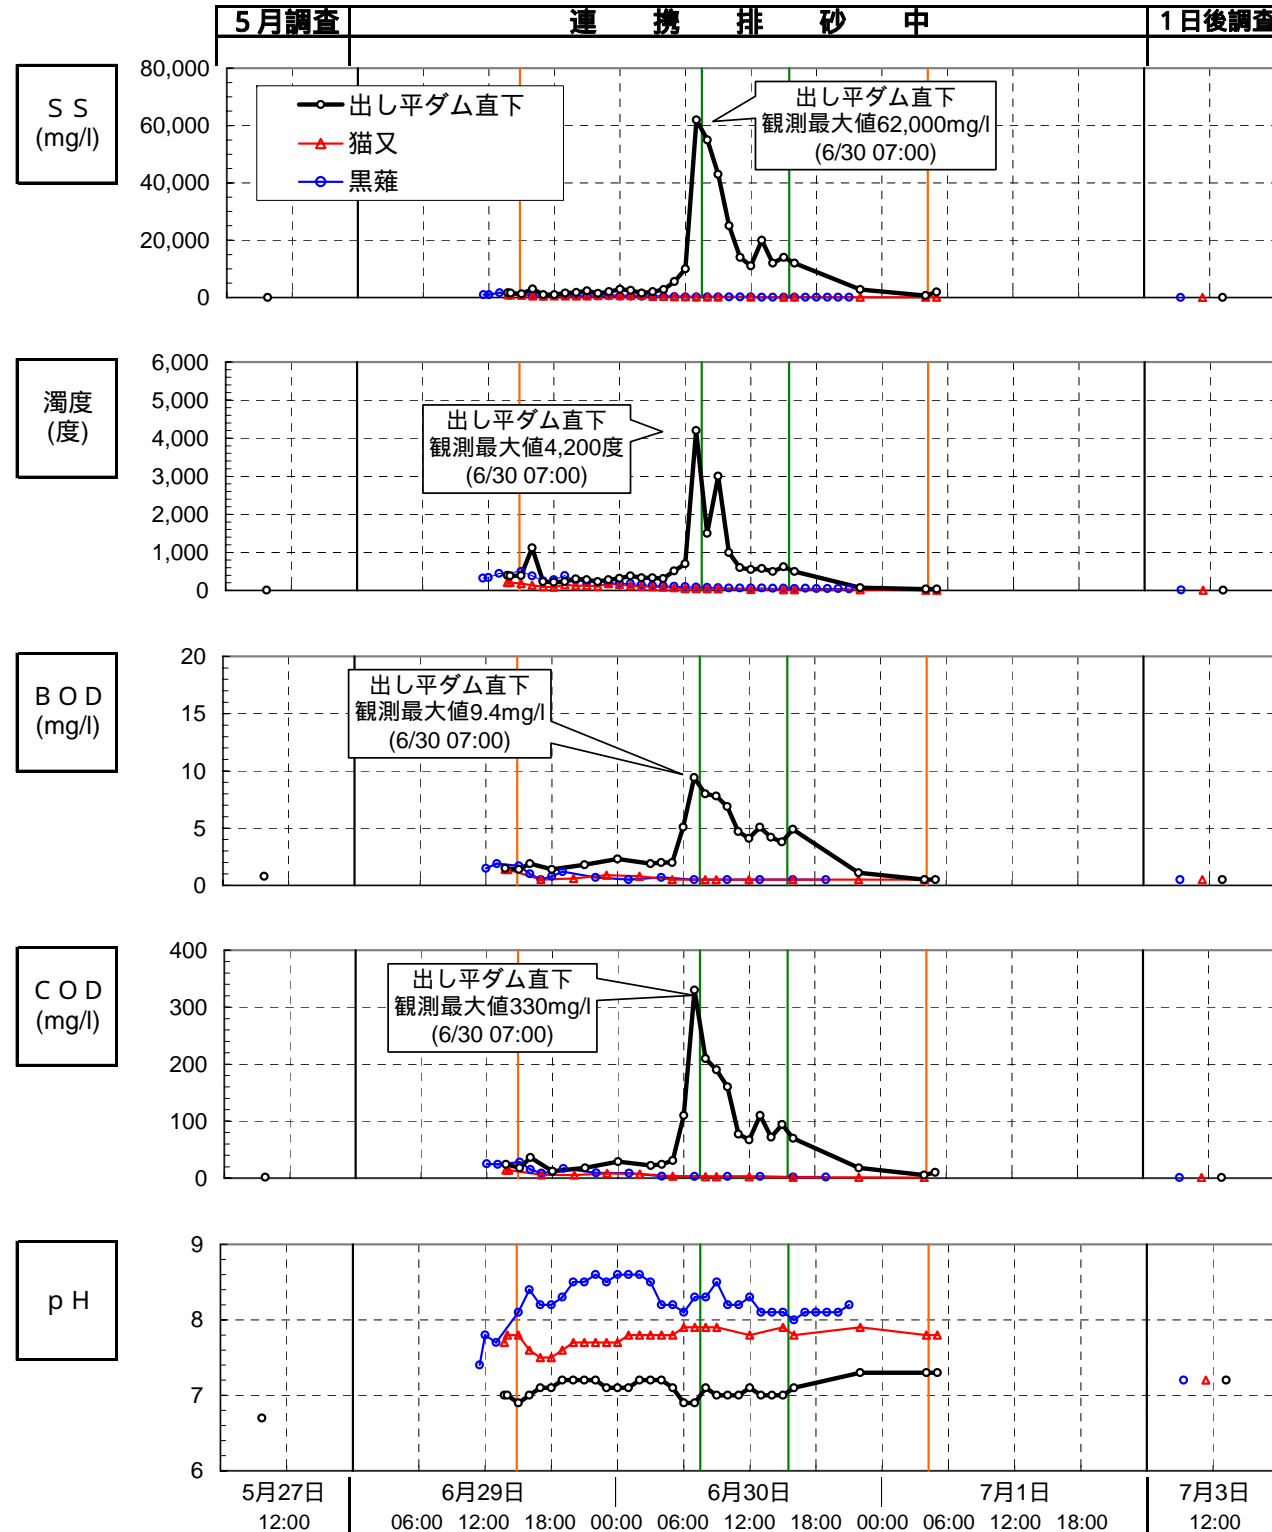 5月調査 連携排砂中 1日後調査
SS
(mg/l)
80,000
60,000
40,000
20,000
0
出し平ダム直下
猫又
黒薙
出し平ダム直下
観測最大値62,000mg/l
(6/30 07:00)
濁度
(度)
6,000
5,000
4,000
3,000
2,000
1,000
0
出し平ダム直下
観測最大値4,200度
(6/30 07:00)
BOD
(mg/l)
20
15
10
5
0
出し平ダム直下
観測最大値9.4mg/l
(6/30 07:00)
COD
(mg/l)
400
300
200
100
0
出し平ダム直下
観測最大値330mg/l
(6/30 07:00)
pH
9
8
7
6
5月27日 6月29日 6月30日 7月1日 7月3日
12:00 06:00 12:00 18:00 00:00 06:00 12:00 18:00 00:00 06:00 12:00 18:00 12:00